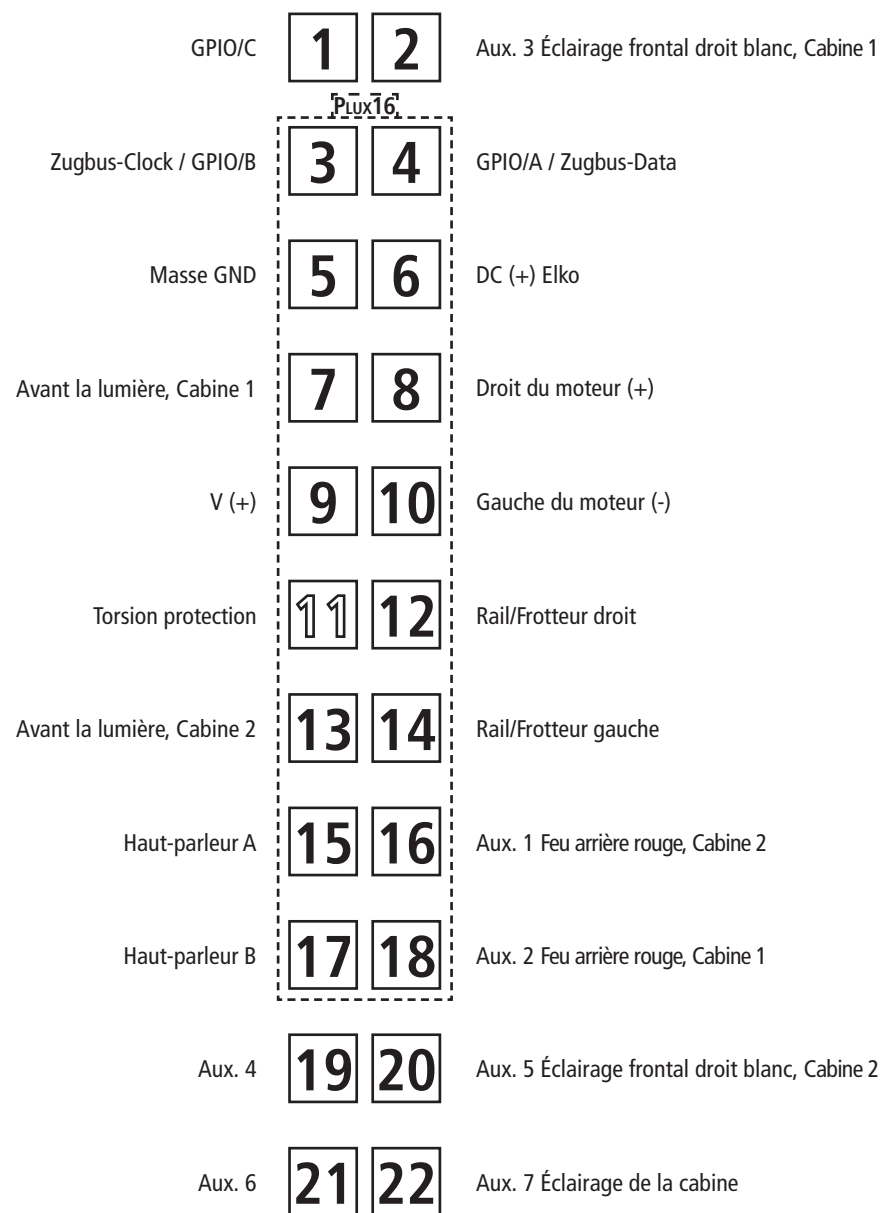 GPIO/C 1 2 Aux. 3 Éclairage frontal droit blanc, Cabine 1
PLUX16
Zugbus-Clock / GPIO/B 3 4 GPIO/A / Zugbus-Data
Masse GND 5 6 DC (+) Elko
Avant la lumière, Cabine 1 7 8 Droit du moteur (+)
V (+) 9 10 Gauche du moteur (-)
Torsion protection 11 12 Rail/Frotteur droit
Avant la lumière, Cabine 2 13 14 Rail/Frotteur gauche
Haut-parleur A 15 16 Aux. 1 Feu arrière rouge, Cabine 2
Haut-parleur B 17 18 Aux. 2 Feu arrière rouge, Cabine 1
Aux. 4 19 20 Aux. 5 Éclairage frontal droit blanc, Cabine 2
Aux. 6 21 22 Aux. 7 Éclairage de la cabine